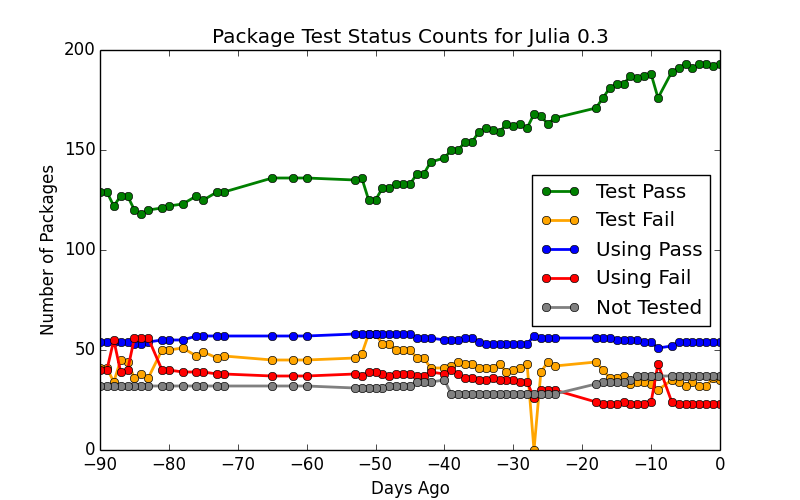 Package Test Status Counts for Julia 0.3
200
150
100
50
0
Number of Packages
Test Pass
Test Fail
Using Pass
Using Fail
Not Tested
−90 −80 −70 −60 −50 −40 −30 −20 −10 0
Days Ago